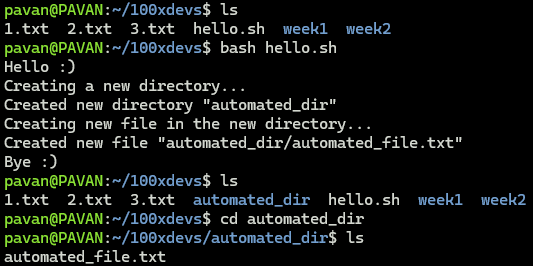 pavan@PAVAN:~/100xdevs$ ls
1.txt  2.txt  3.txt  hello.sh  week1  week2
pavan@PAVAN:~/100xdevs$ bash hello.sh
Hello :)
Creating a new directory...
Created new directory "automated_dir"
Creating new file in the new directory...
Created new file "automated_dir/automated_file.txt"
Bye :)
pavan@PAVAN:~/100xdevs$ ls
1.txt  2.txt  3.txt  automated_dir  hello.sh  week1  week2
pavan@PAVAN:~/100xdevs$ cd automated_dir
pavan@PAVAN:~/100xdevs/automated_dir$ ls
automated_file.txt